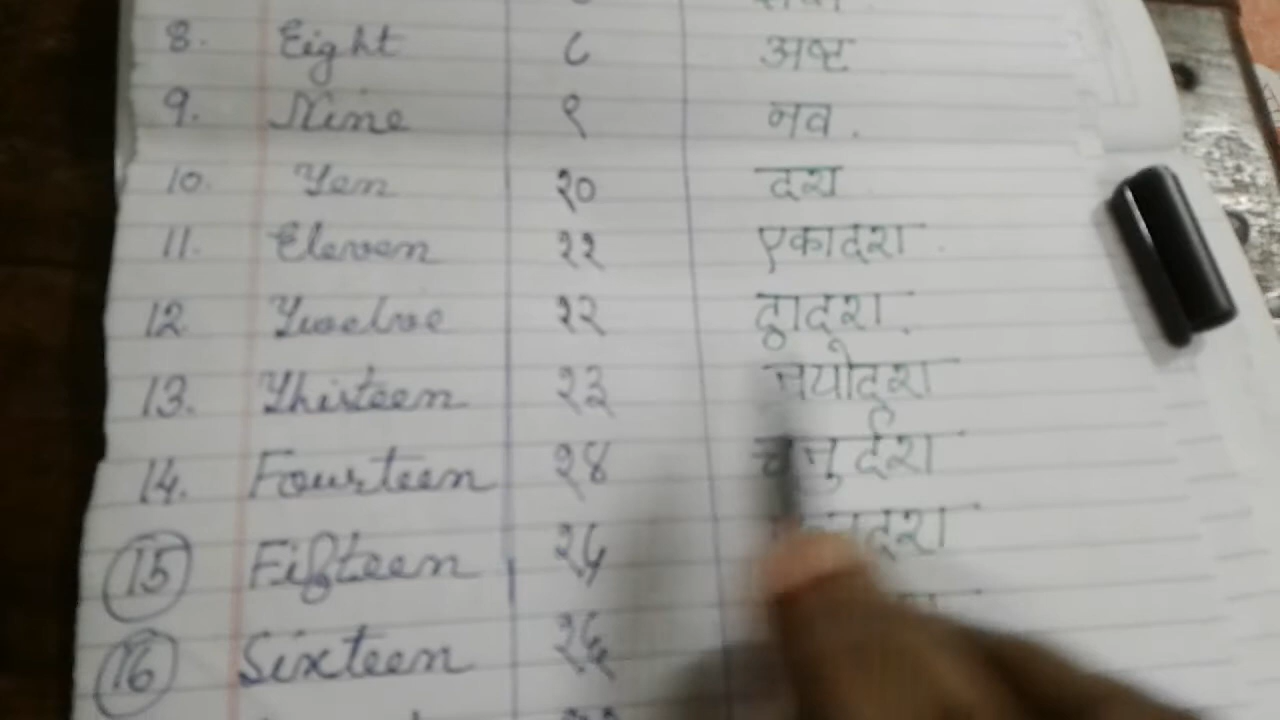 8. Eight ८ अष्ट
9. Nine ९ नव .
10. Ten १० दश
11. Eleven ११ एकादश .
12. Twelve १२ द्वादश .
13. Thirteen १३ त्रयोदश
14. Fourteen १४ चतुर्दश
15 Fifteen १५
16 Sixteen १६